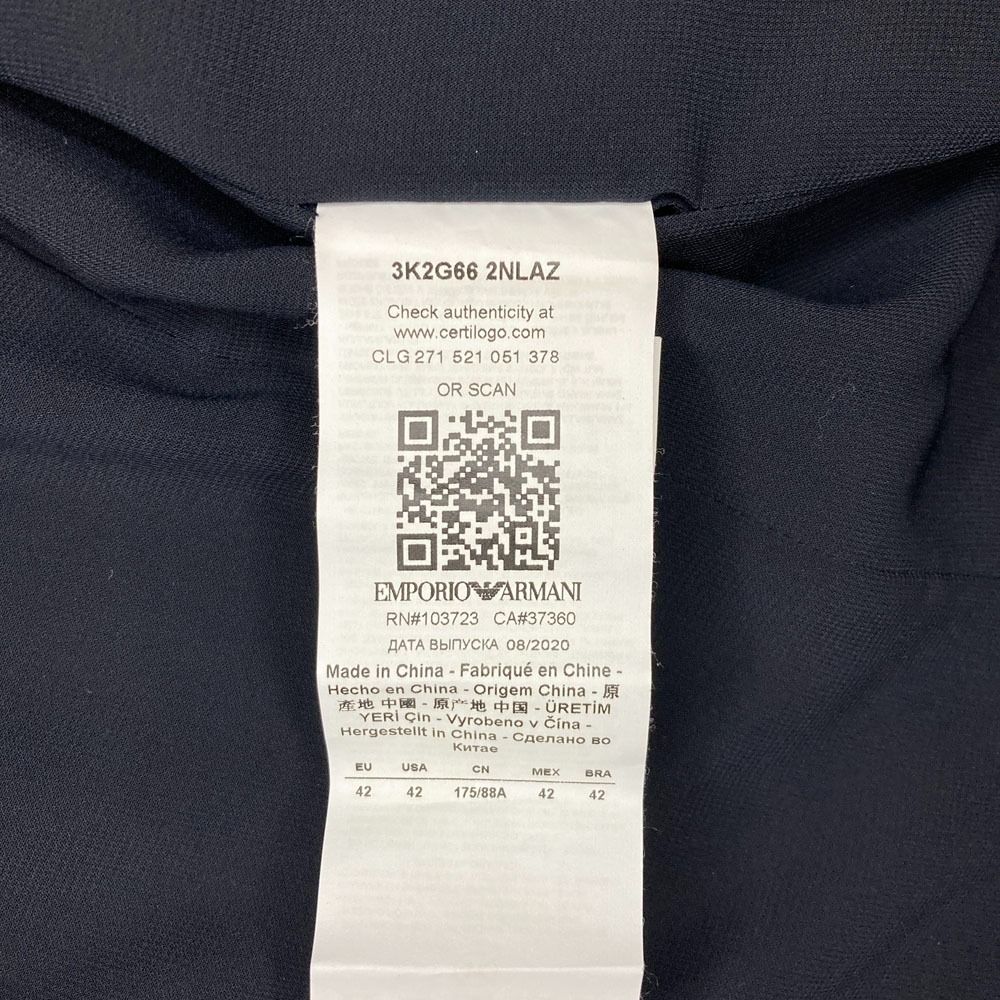 3K2G66 2NLAZ
Check authenticity at
www.certilogo.com
CLG 271 521 051 378
OR SCAN
EMPORIO ARMANI
RN#103723 CA#37360
ДАТА ВЫПУСКА 08/2020
Made in China - Fabriqué en Chine -
Hecho en China - Origem China - 原
産地 中國 - 原产地 中国 - ÜRETİM
YERİ Çin - Vyrobeno v Čína -
Hergestellt in China - Сделано во
Китае
EU USA CN MEX BRA
42 42 175/88A 42 42